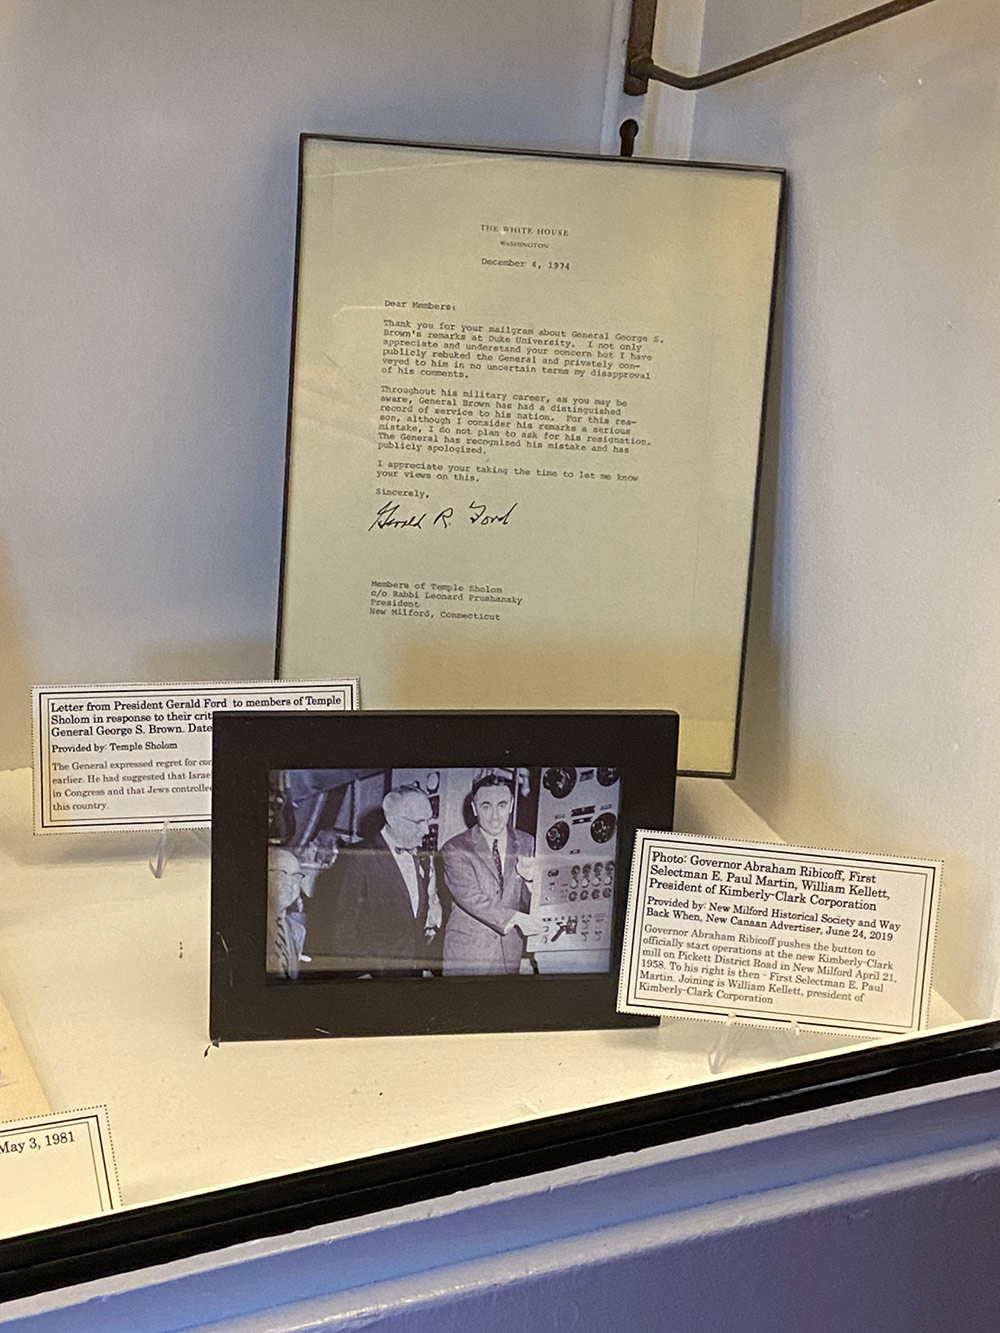 THE WHITE HOUSE
WASHINGTON
December 4, 1974
Dear Members:
Thank you for your mailgram about General George S.
Brown's remarks at Duke University. I not only
appreciate and understand your concern but I have
publicly rebuked the General and privately con-
veyed to him in no uncertain terms my disapproval
of his comments.
Throughout his military career, as you may be
aware, General Brown has had a distinguished
record of service to his nation. For this rea-
son, although I consider his remarks a serious
mistake, I do not plan to ask for his resignation.
The General has recognized his mistake and has
publicly apologized.
I appreciate your taking the time to let me know
your views on this.
Sincerely,
Gerald R. Ford
Members of Temple Sholom
c/o Rabbi Leonard Prushansky
President
New Milford, Connecticut
Letter from President Gerald Ford to members of Temple
Sholom in response to their
General George S. Brown.
Provided by: Temple Sholom
The General expressed regret for
earlier. He had suggested that
in Congress and that Jews controlled
this country.
Photo: Governor Abraham Ribicoff, First
Selectman E. Paul Martin, William Kellett,
President of Kimberly-Clark Corporation
Provided by: New Milford Historical Society and Way
Back When, New Canaan Advertiser, June 24, 2019
Governor Abraham Ribicoff pushes the button to
officially start operations at the new Kimberly-Clark
mill on Pickett District Road in New Milford April 21,
1958. To his right is then - First Selectman E. Paul
Martin. Joining is William Kellett, president of
Kimberly-Clark Corporation
May 3, 1981